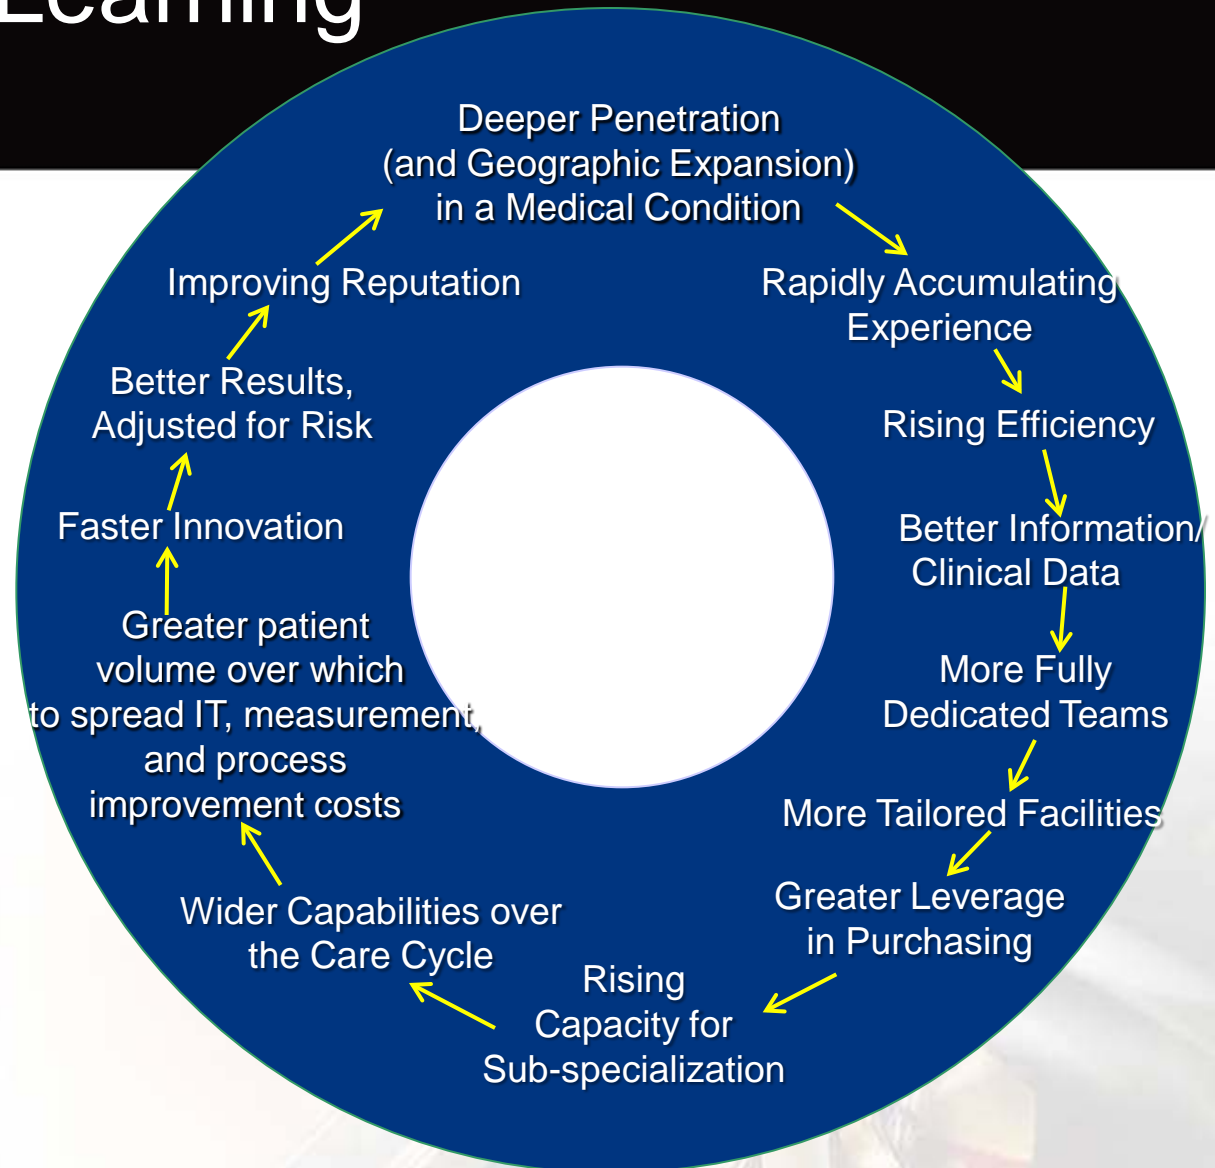 Learning
Deeper Penetration
(and Geographic Expansion)
in a Medical Condition
Rapidly Accumulating
Experience
Rising Efficiency
Better Information/
Clinical Data
More Fully
Dedicated Teams
More Tailored Facilities
Greater Leverage
in Purchasing
Rising
Capacity for
Sub-specialization
Wider Capabilities over
the Care Cycle
Greater patient
volume over which
to spread IT, measurement,
and process
improvement costs
Faster Innovation
Better Results,
Adjusted for Risk
Improving Reputation